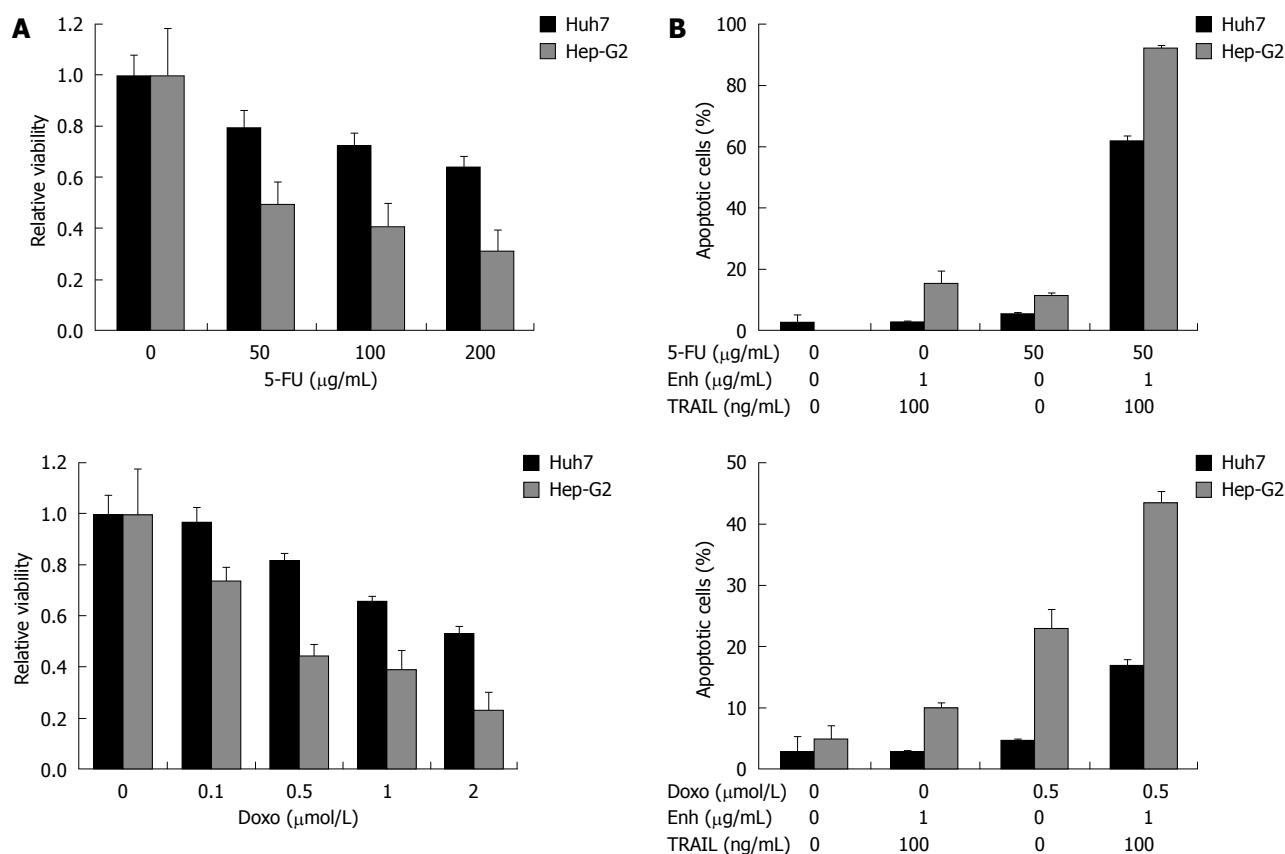 A
Huh7
Hep-G2
Relative viability
1.2
1.0
0.8
0.6
0.4
0.2
0.0
0 50 100 200
5-FU (μg/mL)
B
Huh7
Hep-G2
Apoptotic cells (%)
100
80
60
40
20
0
5-FU (μg/mL) 0 0 50 50
Enh (μg/mL) 0 1 0 1
TRAIL (ng/mL) 0 100 0 100
Huh7
Hep-G2
Relative viability
1.2
1.0
0.8
0.6
0.4
0.2
0.0
0 0.1 0.5 1 2
Doxo (μmol/L)
Huh7
Hep-G2
Apoptotic cells (%)
50
40
30
20
10
0
Doxo (μmol/L) 0 0 0.5 0.5
Enh (μg/mL) 0 1 0 1
TRAIL (ng/mL) 0 100 0 100